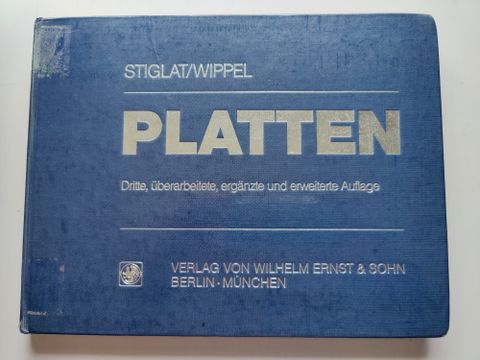 STIGLAT/WIPPEL
PLATTEN
Dritte, überarbeitete, ergänzte und erweiterte Auflage
VERLAG VON WILHELM ERNST & SOHN
BERLIN · MÜNCHEN